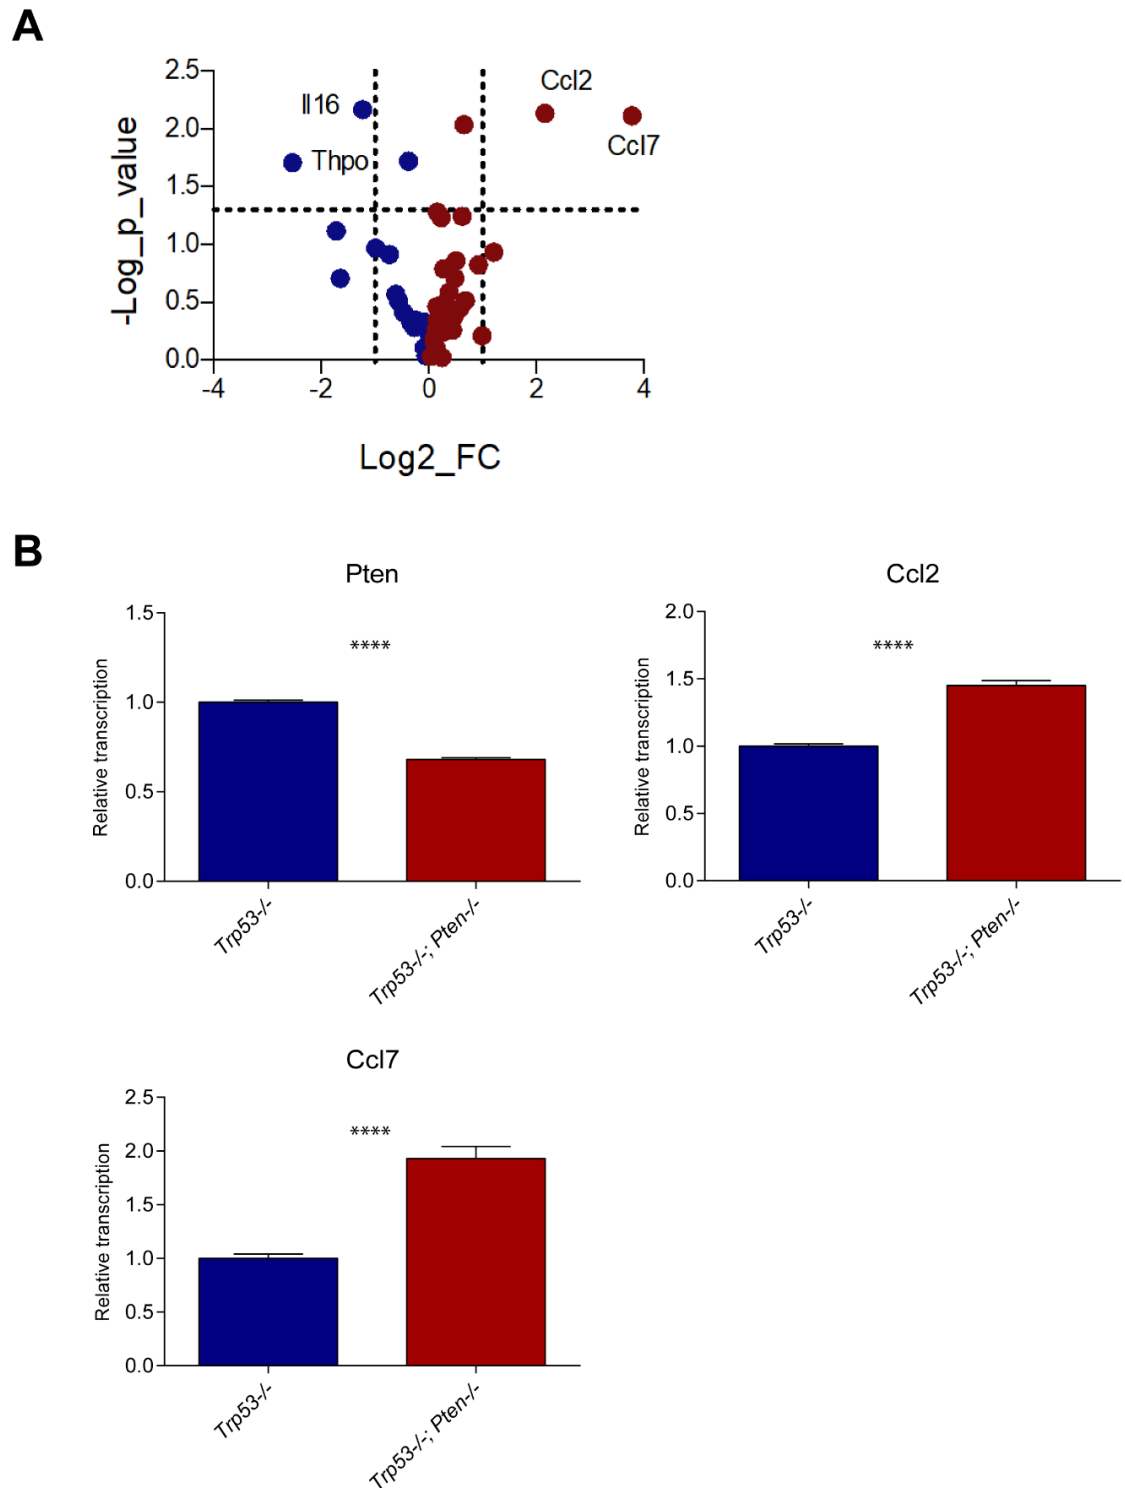 A
2.5
2.0
1.5
1.0
0.5
0.0
-Log_p_value
Il16
Thpo
Ccl2
Ccl7
-4
-2
0
2
4
Log2_FC
B
Pten
1.5
1.0
0.5
0.0
Relative transcription
****
Trp53-/-
Trp53-/-; Pten-/-
Ccl2
2.0
1.5
1.0
0.5
0.0
Relative transcription
****
Trp53-/-
Trp53-/-; Pten-/-
Ccl7
2.5
2.0
1.5
1.0
0.5
0.0
Relative transcription
****
Trp53-/-
Trp53-/-; Pten-/-